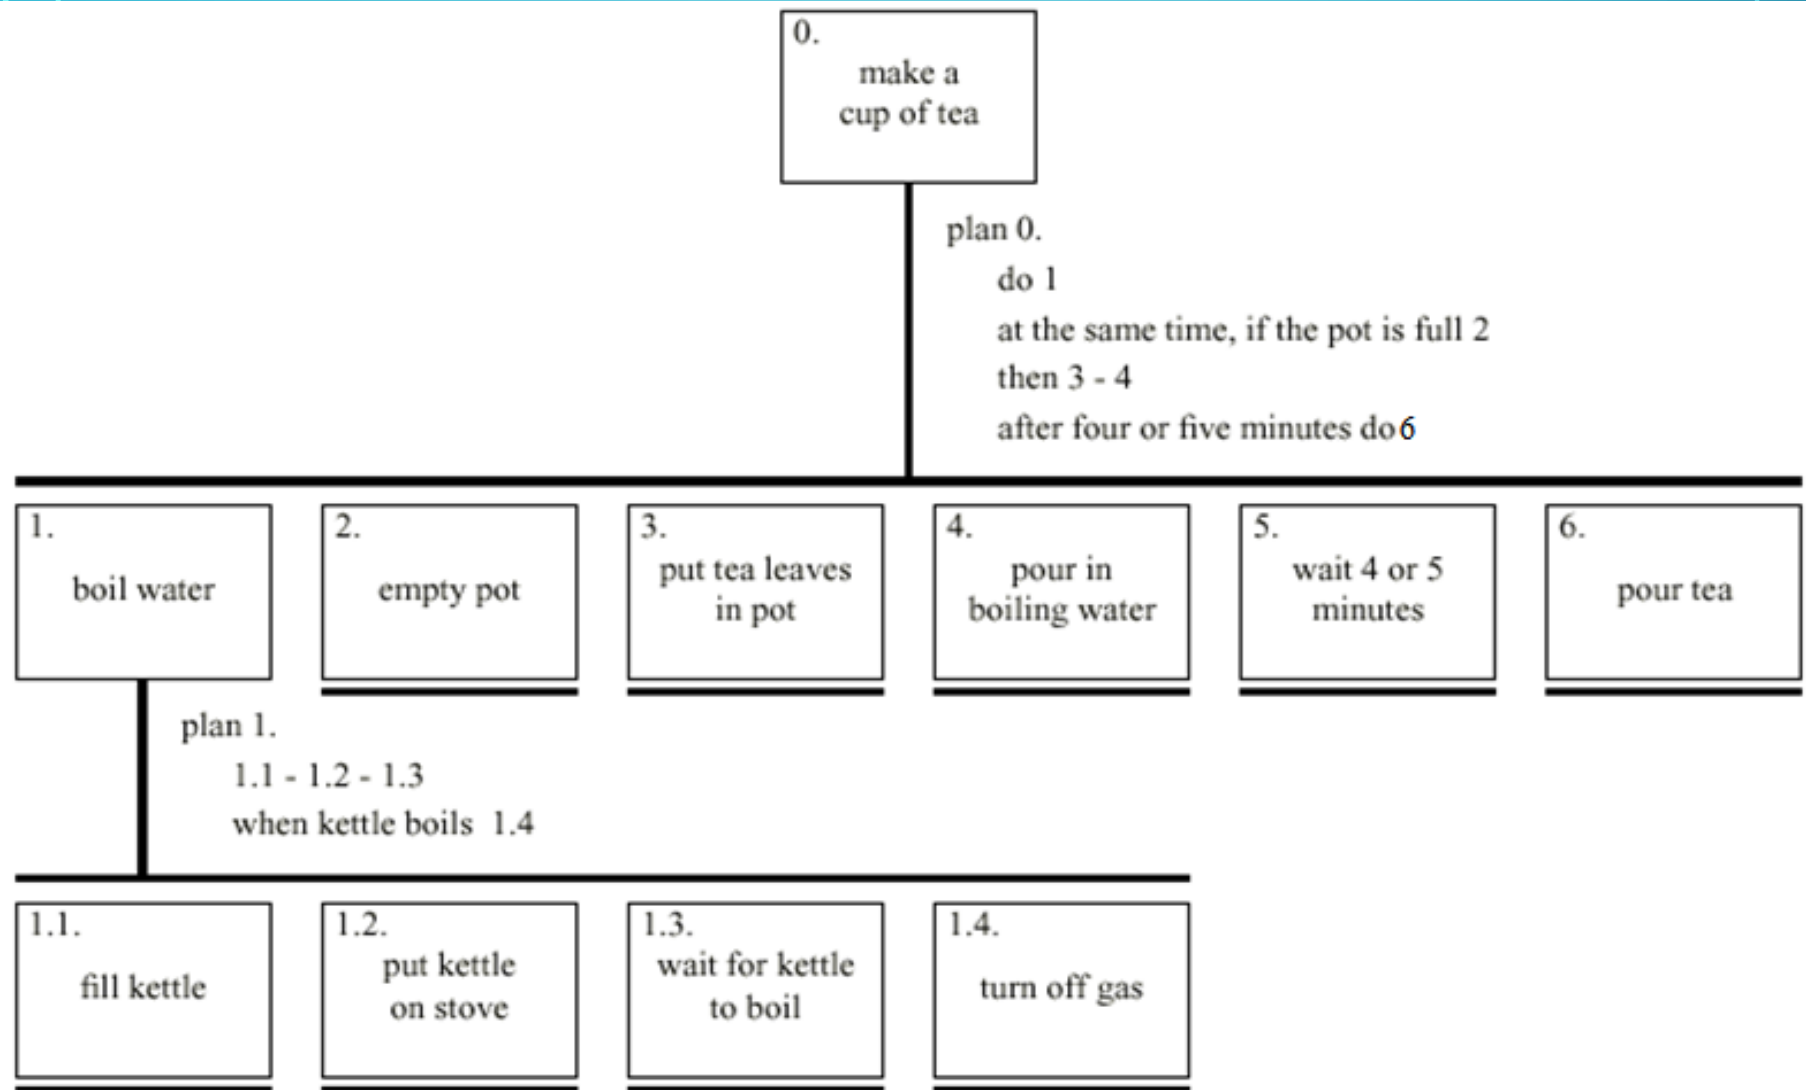 0.
make a
cup of tea
plan 0.
do 1
at the same time, if the pot is full 2
then 3 - 4
after four or five minutes do 6
1.
boil water
2.
empty pot
3.
put tea leaves
in pot
4.
pour in
boiling water
5.
wait 4 or 5
minutes
6.
pour tea
plan 1.
1.1 - 1.2 - 1.3
when kettle boils 1.4
1.1.
fill kettle
1.2.
put kettle
on stove
1.3.
wait for kettle
to boil
1.4.
turn off gas